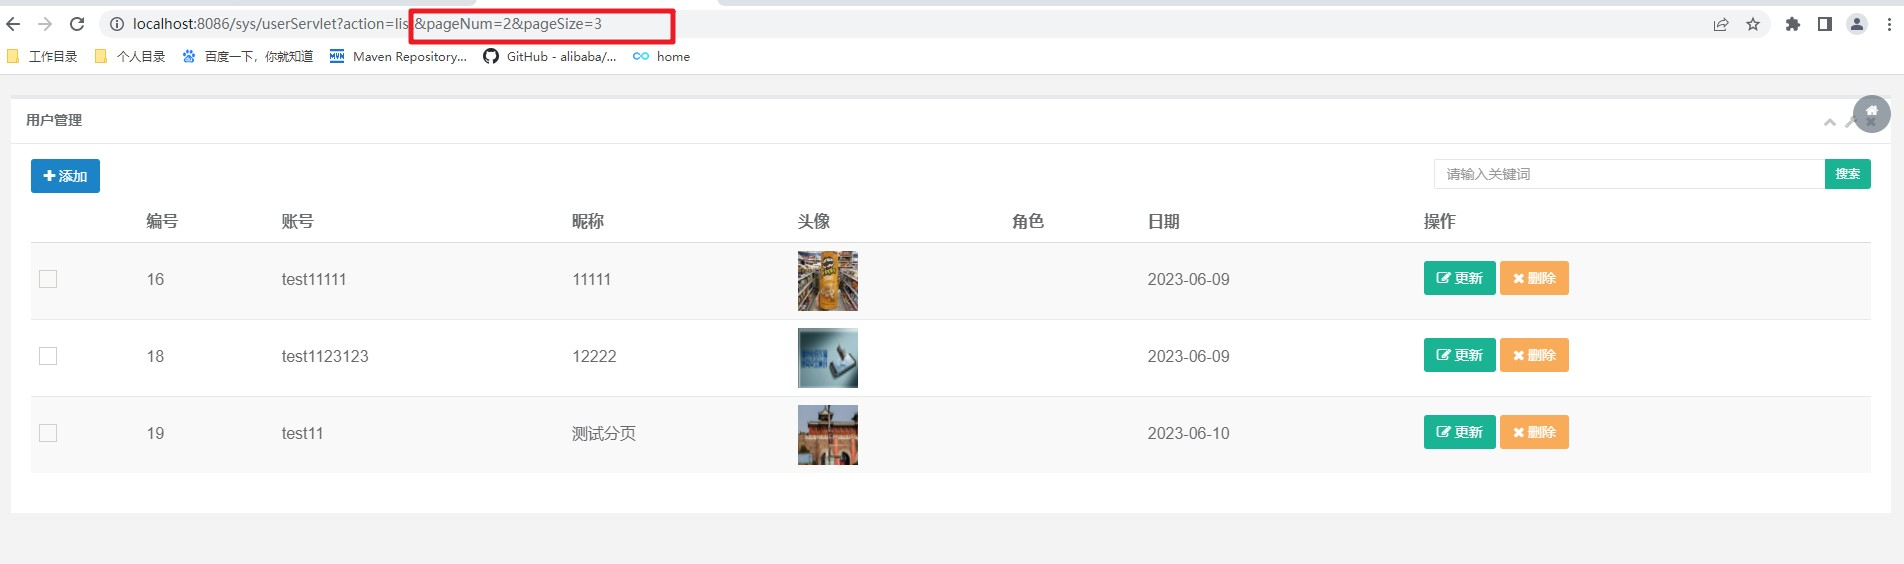 localhost:8086/sys/userServlet?action=lis &pageNum=2&pageSize=3
工作目录 个人目录 百度一下，你就知道 Maven Repository... GitHub - alibaba/... home
用户管理
添加 请输入关键词 搜索
编号 账号 昵称 头像 角色 日期 操作
16 test11111 11111 2023-06-09 更新 删除
18 test1123123 12222 2023-06-09 更新 删除
19 test11 测试分页 2023-06-10 更新 删除